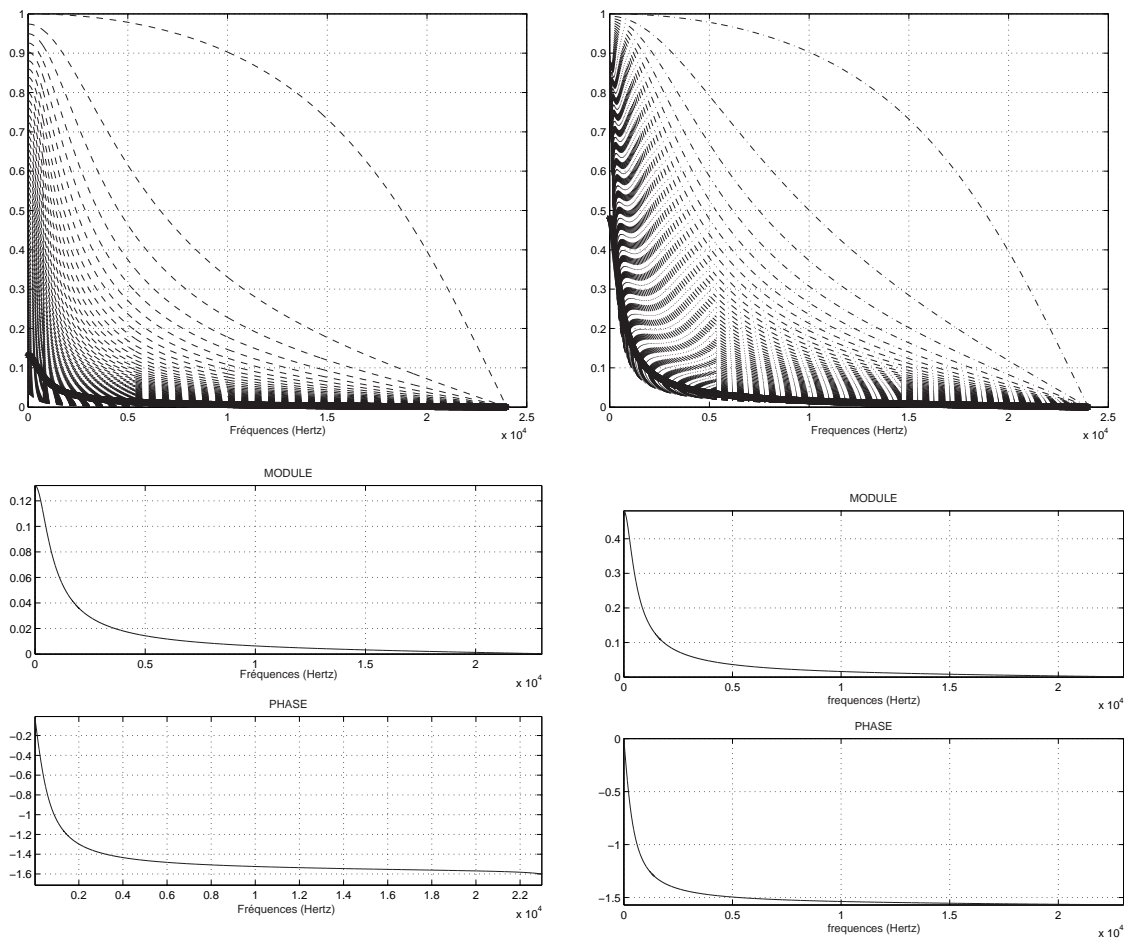 1
0.9
0.8
0.7
0.6
0.5
0.4
0.3
0.2
0.1
0
0 0.5 1 1.5 2 2.5
Fréquences (Hertz)
x 10^4
1
0.9
0.8
0.7
0.6
0.5
0.4
0.3
0.2
0.1
0
0 0.5 1 1.5 2 2.5
Fréquences (Hertz)
x 10^4
MODULE
0.12
0.1
0.08
0.06
0.04
0.02
0
0 0.5 1 1.5 2
Fréquences (Hertz)
x 10^4
MODULE
0.4
0.3
0.2
0.1
0
0 0.5 1 1.5 2
frequences (Hertz)
x 10^4
PHASE
−0.2
−0.4
−0.6
−0.8
−1
−1.2
−1.4
−1.6
0.2 0.4 0.6 0.8 1 1.2 1.4 1.6 1.8 2 2.2
Fréquences (Hertz)
x 10^4
PHASE
0
−0.5
−1
−1.5
0 0.5 1 1.5 2
frequences (Hertz)
x 10^4